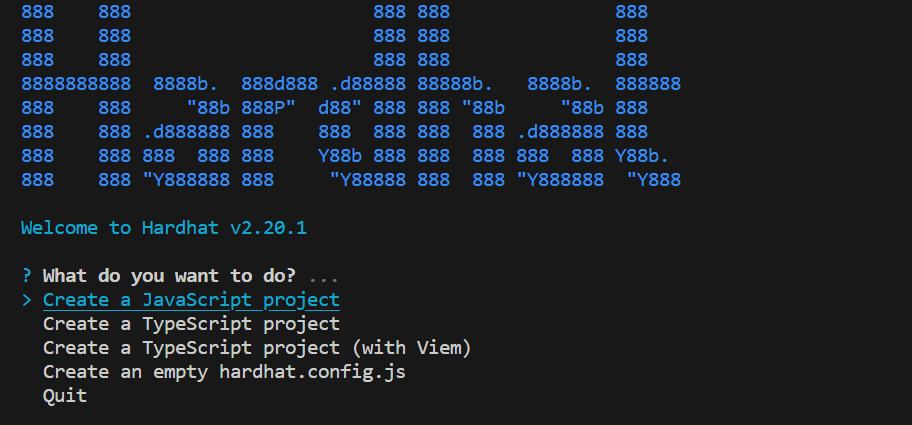 888    888                      888 888               888
888    888                      888 888               888
888    888                      888 888               888
8888888888  8888b.  888d888 .d88888 88888b.   8888b.  888888
888    888     "88b 888P"  d88" 888 888 "88b     "88b 888
888    888 .d888888 888    888  888 888  888 .d888888 888
888    888 888  888 888    Y88b 888 888  888 888  888 Y88b.
888    888 "Y888888 888     "Y88888 888  888 "Y888888  "Y888
Welcome to Hardhat v2.20.1
? What do you want to do? ...
> Create a JavaScript project
Create a TypeScript project
Create a TypeScript project (with Viem)
Create an empty hardhat.config.js
Quit